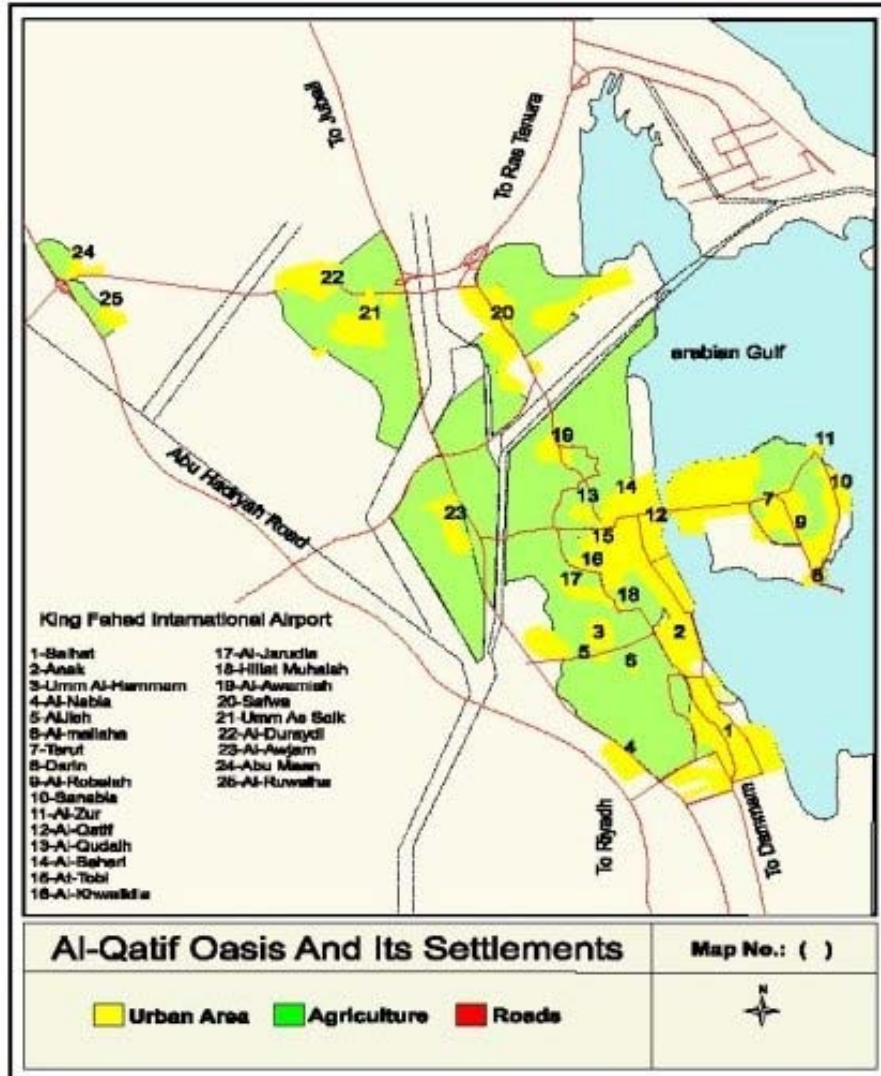 To Jubail
To Ras Tanura
24
25
22
21
20
arabian Gulf
19
11
10
14
13
7
12
9
23
15
Abu Hadryah Road
16
8
17
18
King Fahad International Airport
3
2
5
6
1
4
To Riyadh
To Dammam
1-Saihat
2-Anak
3-Umm Al-Hammam
4-Al-Nabia
5-AlJish
6-Al-mallaha
7-Tarut
8-Darin
9-Al-Robaiah
10-Sanabis
11-Al-Zur
12-Al-Qatif
13-Al-Qudaih
14-Al-Bahari
15-At-Tobi
16-Al-Khwaildia
17-Al-Jarudia
18-Hillat Muhaish
19-Al-Awamiah
20-Safwa
21-Umm As Saik
22-Al-Duraydi
23-Al-Awjam
24-Abu Maan
25-Al-Ruwaiha
Al-Qatif Oasis And Its Settlements
Map No.: ( )
Urban Area
Agriculture
Roads
N